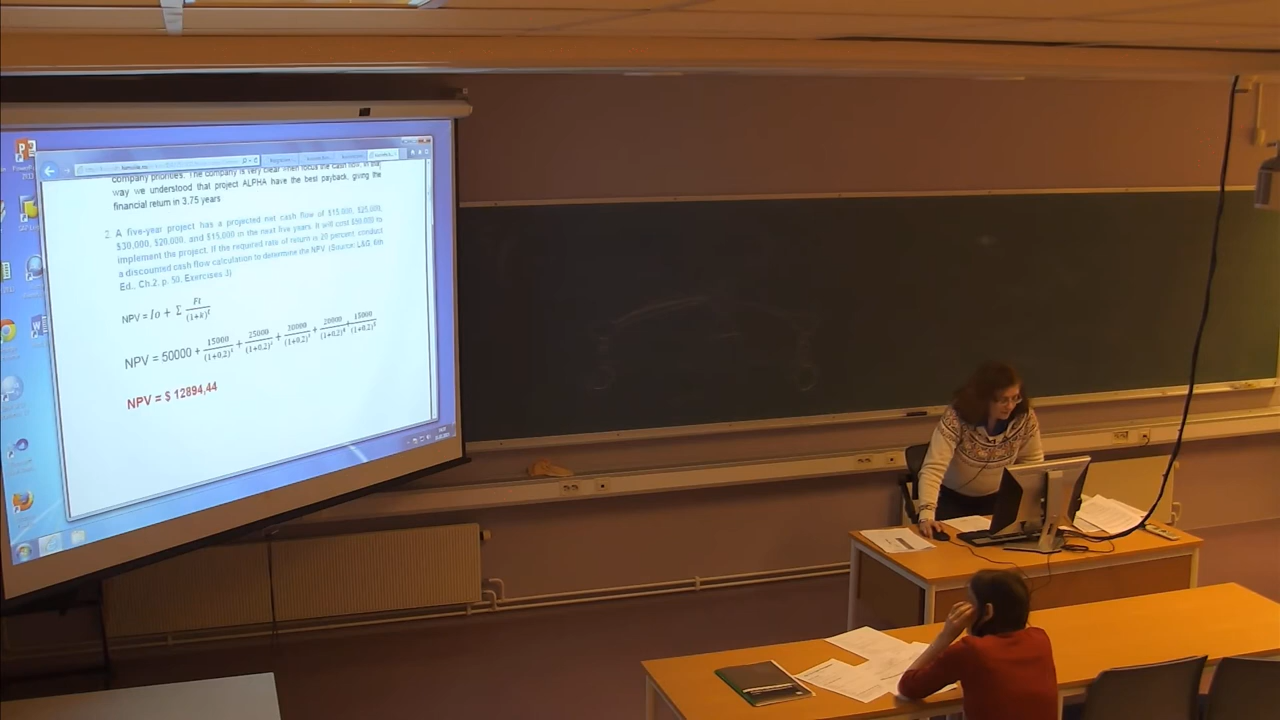 company priorities. The company is very clear when focus the cash flow, in this
way we understood that project ALPHA have the best payback, giving the
financial return in 3,75 years
2. A five-year project has a projected net cash flow of $15,000, $25,000,
$30,000, $20,000, and $15,000 in the next five years. It will cost $50,000 to
implement the project. If the required rate of return is 20 percent, conduct
a discounted cash flow calculation to determine the NPV. (Source: L&G, 6th
Ed., Ch.2, p. 50, Exercises 3)
NPV = Io + Σ Ft/(1+k)^t
NPV = 50000 + 15000/(1+0,2)^1 + 25000/(1+0,2)^2 + 30000/(1+0,2)^3 + 20000/(1+0,2)^4 + 15000/(1+0,2)^5
NPV = $ 12894,44